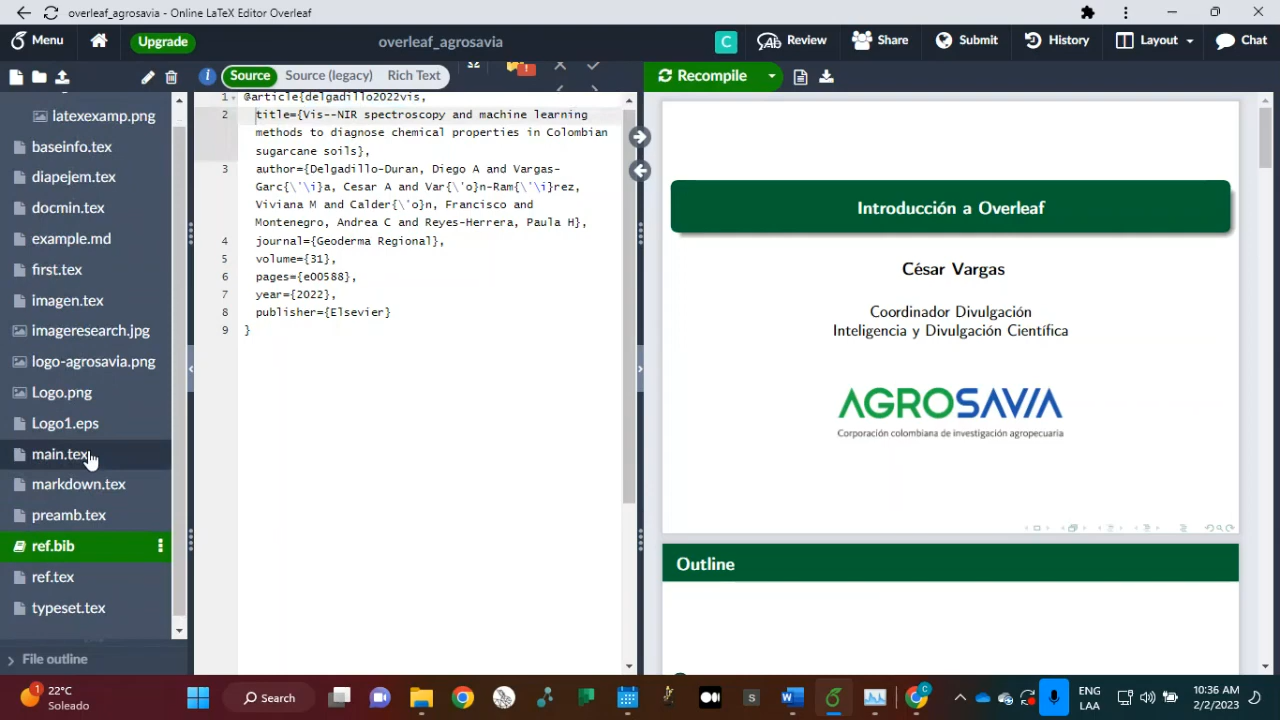 overleaf_agrosavia - Online LaTeX Editor Overleaf
Menu
Upgrade
overleaf_agrosavia
C
Review
Share
Submit
History
Layout
Chat
Source
Source (legacy)
Rich Text
Recompile
latexexamp.png
baseinfo.tex
diapejem.tex
docmin.tex
example.md
first.tex
imagen.tex
imageresearch.jpg
logo-agrosavia.png
Logo.png
Logo1.eps
main.tex
markdown.tex
preamb.tex
ref.bib
ref.tex
typeset.tex
File outline
1 @article{delgadillo2022vis,
2 title={Vis--NIR spectroscopy and machine learning
methods to diagnose chemical properties in Colombian
sugarcane soils},
3 author={Delgadillo-Duran, Diego A and Vargas-
Garc{\'\i}a, Cesar A and Var{\'o}n-Ram{\'\i}rez,
Viviana M and Calder{\'o}n, Francisco and
Montenegro, Andrea C and Reyes-Herrera, Paula H},
4 journal={Geoderma Regional},
5 volume={31},
6 pages={e00588},
7 year={2022},
8 publisher={Elsevier}
9 }
Introducción a Overleaf
César Vargas
Coordinador Divulgación
Inteligencia y Divulgación Científica
AGROSAVIA
Corporación colombiana de investigación agropecuaria
Outline
1
22°C
Soleado
Search
S
W
C
ENG
LAA
10:36 AM
2/2/2023